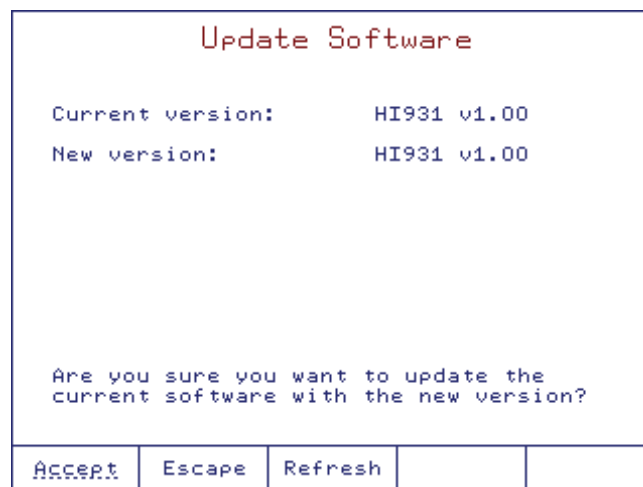 Update Software
Current version: HI931 v1.00
New version: HI931 v1.00
Are you sure you want to update the
current software with the new version?
Accept Escape Refresh